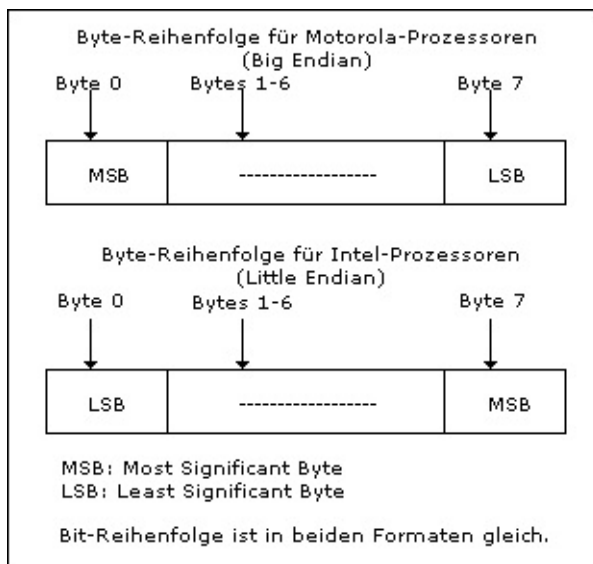 Byte-Reihenfolge für Motorola-Prozessoren
(Big Endian)
Byte 0 Bytes 1-6 Byte 7
MSB ----------------- LSB
Byte-Reihenfolge für Intel-Prozessoren
(Little Endian)
Byte 0 Bytes 1-6 Byte 7
LSB ----------------- MSB
MSB: Most Significant Byte
LSB: Least Significant Byte
Bit-Reihenfolge ist in beiden Formaten gleich.